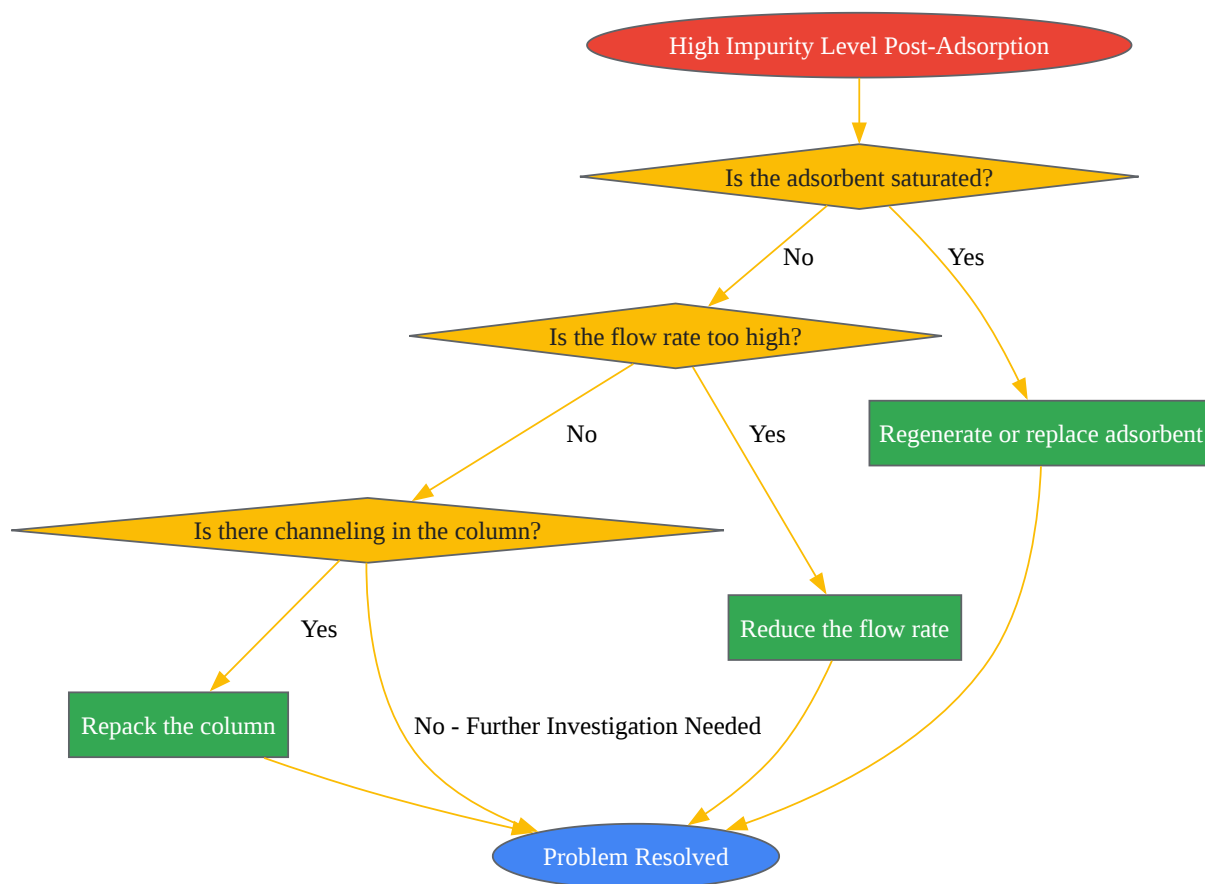 High Impurity Level Post-Adsorption
Is the adsorbent saturated?
No
Yes
Is the flow rate too high?
Regenerate or replace adsorbent
No
Yes
Is there channeling in the column?
Reduce the flow rate
Yes
Repack the column
No - Further Investigation Needed
Problem Resolved